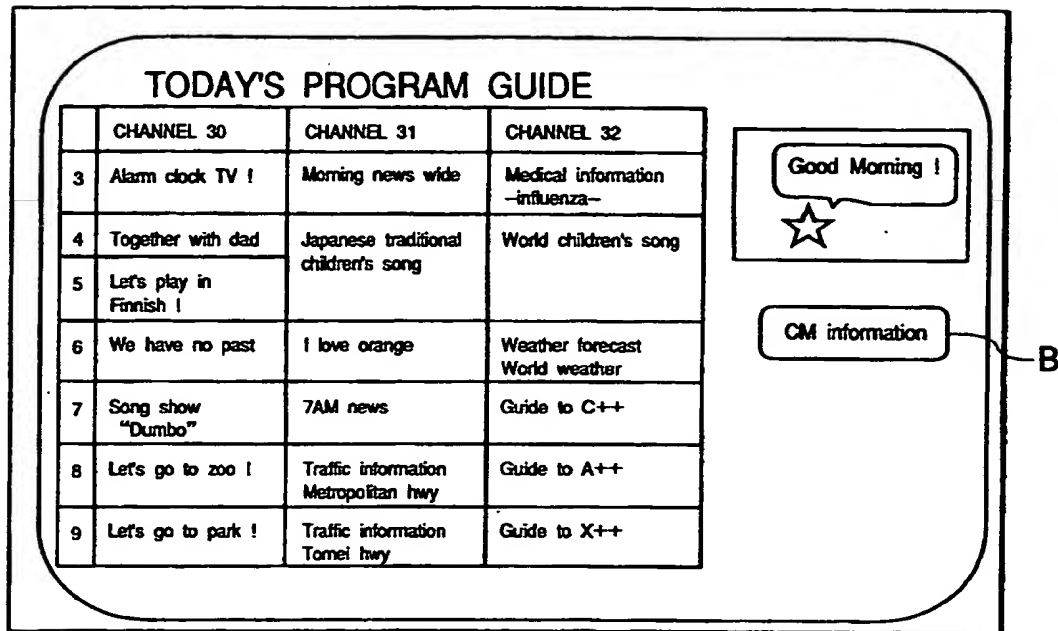 TODAY'S PROGRAM GUIDE
CHANNEL 30 CHANNEL 31 CHANNEL 32
3 Alarm clock TV ! Morning news wide Medical information
–influenza–
4 Together with dad Japanese traditional World children's song
children's song
5 Let's play in
Finnish !
6 We have no past I love orange Weather forecast
World weather
7 Song show 7AM news Guide to C++
"Dumbo"
8 Let's go to zoo ! Traffic information Guide to A++
Metropolitan hwy
9 Let's go to park ! Traffic information Guide to X++
Tomei hwy
Good Morning !
CM information
B